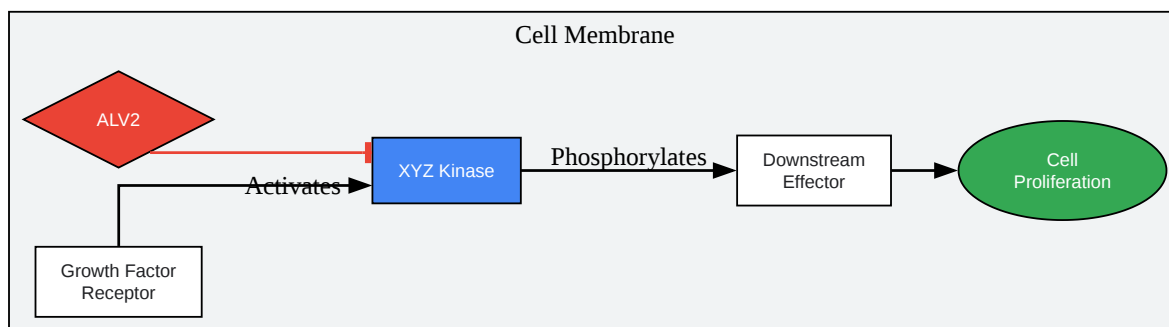 Cell Membrane
ALV2
Activates
XYZ Kinase
Phosphorylates
Downstream
Effector
Cell
Proliferation
Growth Factor
Receptor